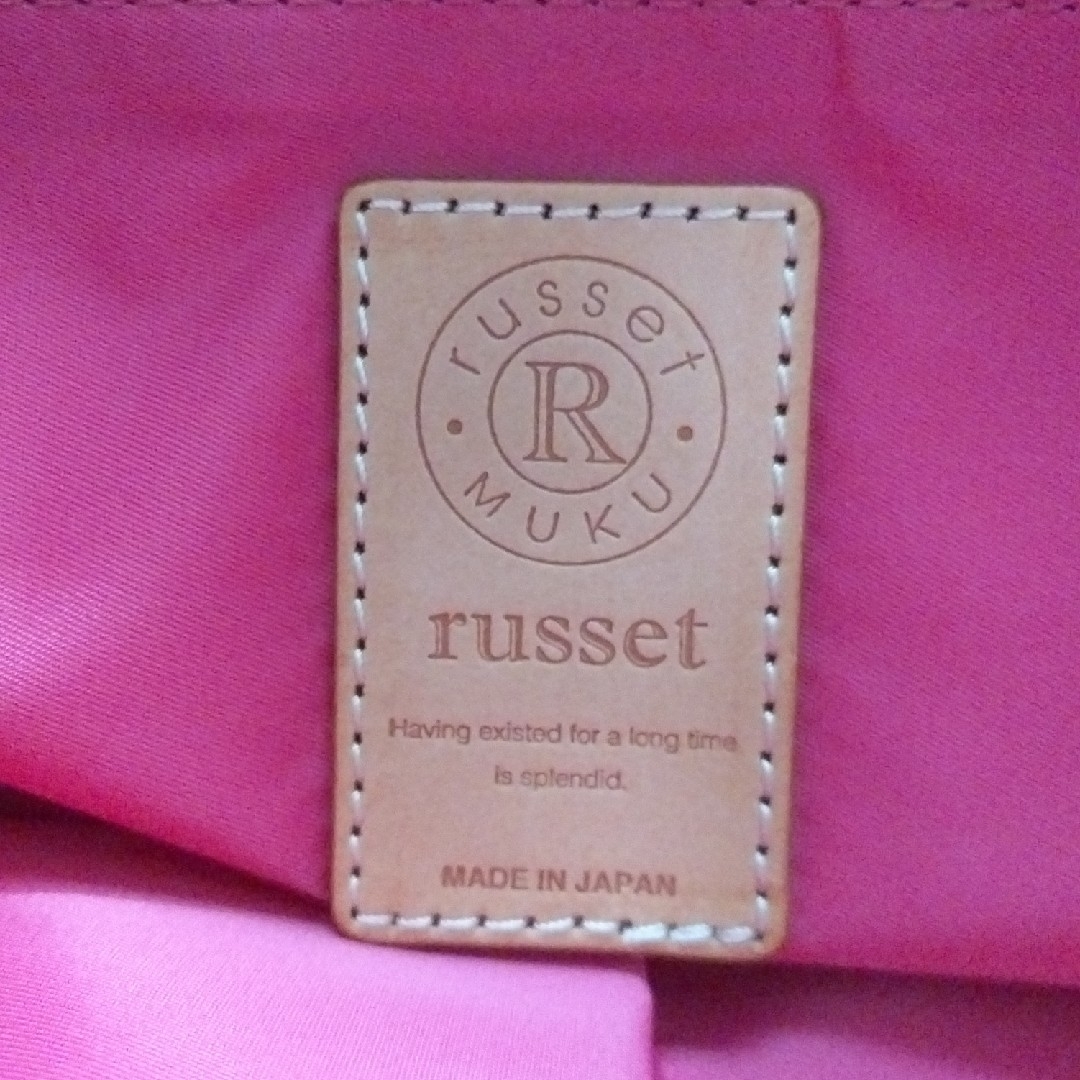 russet
R
MUKU
russet
Having existed for a long time
is splendid.
MADE IN JAPAN